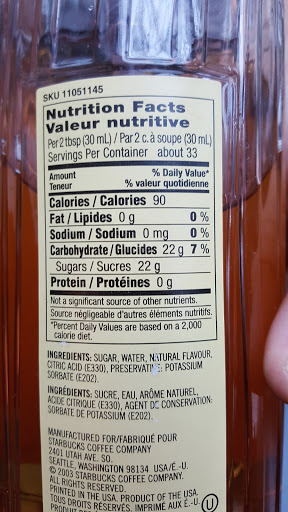 SKU 11051145
Nutrition Facts
Valeur nutritive
Per 2 tbsp (30 mL) / Par 2 c. à soupe (30 mL)
Servings Per Container about 33
Amount % Daily Value*
Teneur % valeur quotidienne
Calories / Calories 90
Fat / Lipides 0 g 0 %
Sodium / Sodium 0 mg 0 %
Carbohydrate / Glucides 22 g 7 %
Sugars / Sucres 22 g
Protein / Protéines 0 g
Not a significant source of other nutrients.
Source négligeable d'autres éléments nutritifs.
*Percent Daily Values are based on a 2,000
calorie diet.
INGREDIENTS: SUGAR, WATER, NATURAL FLAVOUR,
CITRIC ACID (E330), PRESERVATIVE: POTASSIUM
SORBATE (E202).
INGRÉDIENTS: SUCRE, EAU, ARÔME NATUREL,
ACIDE CITRIQUE (E330), AGENT DE CONSERVATION:
SORBATE DE POTASSIUM (E202).
MANUFACTURED FOR/FABRIQUÉ POUR
STARBUCKS COFFEE COMPANY
2401 UTAH AVE. SO.
SEATTLE, WASHINGTON 98134 USA/É.-U.
© 2003 STARBUCKS COFFEE COMPANY.
ALL RIGHTS RESERVED.
PRINTED IN THE USA. PRODUCT OF THE USA.
TOUS DROITS RÉSERVÉS. IMPRIMÉ AUX É.-U.